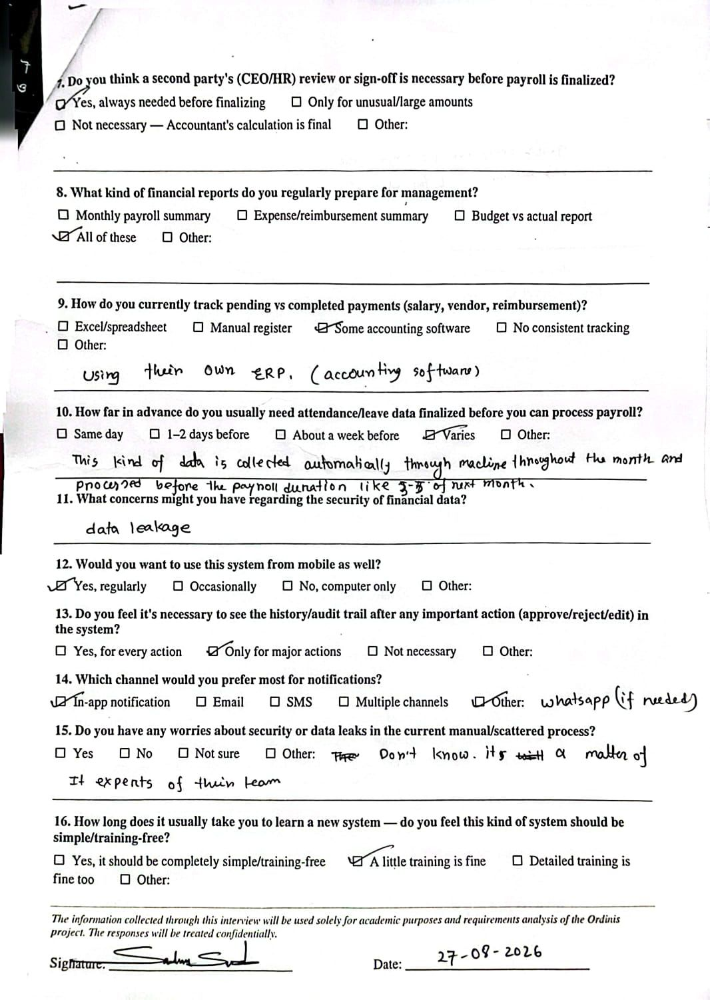 7. Do you think a second party's (CEO/HR) review or sign-off is necessary before payroll is finalized?
☑ Yes, always needed before finalizing ☐ Only for unusual/large amounts
☐ Not necessary — Accountant's calculation is final ☐ Other:
8. What kind of financial reports do you regularly prepare for management?
☐ Monthly payroll summary ☐ Expense/reimbursement summary ☐ Budget vs actual report
☑ All of these ☐ Other:
9. How do you currently track pending vs completed payments (salary, vendor, reimbursement)?
☐ Excel/spreadsheet ☐ Manual register ☑ Some accounting software ☐ No consistent tracking
☐ Other:
Using their own ERP. (accounting software)
10. How far in advance do you usually need attendance/leave data finalized before you can process payroll?
☐ Same day ☐ 1–2 days before ☐ About a week before ☑ Varies ☐ Other:
This kind of data is collected automatically through macline throughout the month and
processed before the payroll duration like of next month.
11. What concerns might you have regarding the security of financial data?
data leakage
12. Would you want to use this system from mobile as well?
☑ Yes, regularly ☐ Occasionally ☐ No, computer only ☐ Other:
13. Do you feel it's necessary to see the history/audit trail after any important action (approve/reject/edit) in
the system?
☐ Yes, for every action ☑ Only for major actions ☐ Not necessary ☐ Other:
14. Which channel would you prefer most for notifications?
☑ In-app notification ☐ Email ☐ SMS ☐ Multiple channels ☑ Other: whatsapp (if needed)
15. Do you have any worries about security or data leaks in the current manual/scattered process?
☐ Yes ☐ No ☐ Not sure ☐ Other: Don't know. its a matter of
It experts of their team
16. How long does it usually take you to learn a new system — do you feel this kind of system should be
simple/training-free?
☐ Yes, it should be completely simple/training-free ☑ A little training is fine ☐ Detailed training is
fine too ☐ Other:
The information collected through this interview will be used solely for academic purposes and requirements analysis of the Ordinis
project. The responses will be treated confidentially.
Signature: Date: 27-08-2026